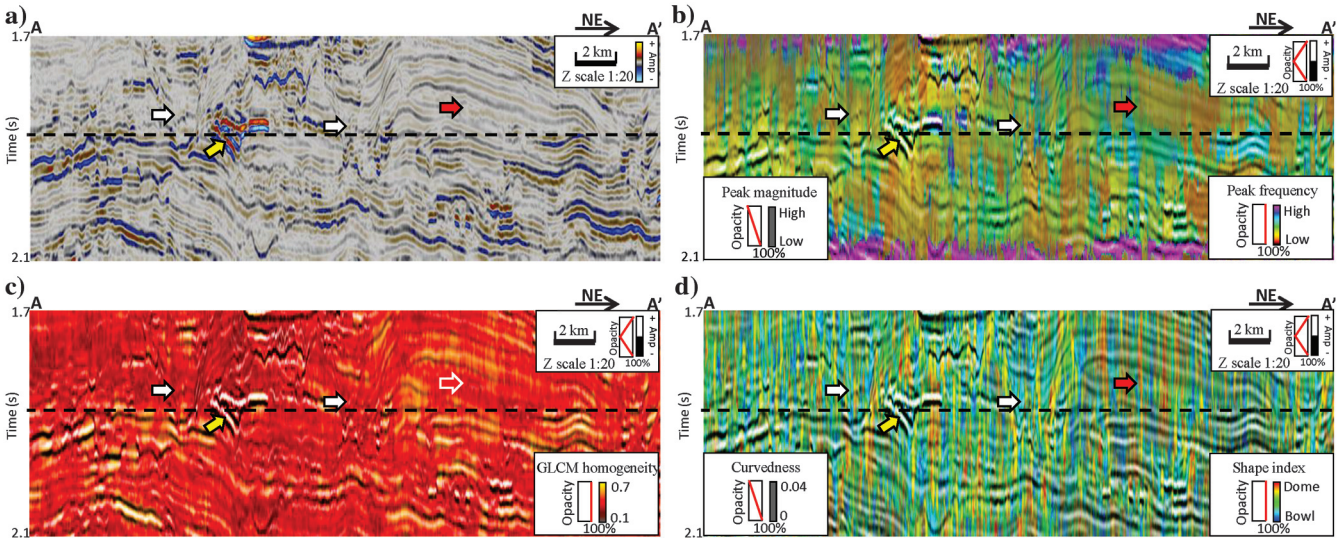 a)
A
NE
A'
1.7
2 km
Z scale 1:20
+ Amp -
Time (s)
2.1
b)
A
NE
A'
1.7
2 km
Z scale 1:20
Opacity
100%
+ Amp -
Time (s)
Peak magnitude
Opacity
High
Low
100%
Peak frequency
Opacity
High
Low
100%
2.1
c)
A
NE
A'
1.7
2 km
Z scale 1:20
Opacity
100%
+ Amp -
Time (s)
GLCM homogeneity
Opacity
0.7
0.1
100%
2.1
d)
A
NE
A'
1.7
2 km
Z scale 1:20
Opacity
100%
+ Amp -
Time (s)
Curvedness
Opacity
0.04
0
100%
Shape index
Opacity
Dome
Bowl
100%
2.1